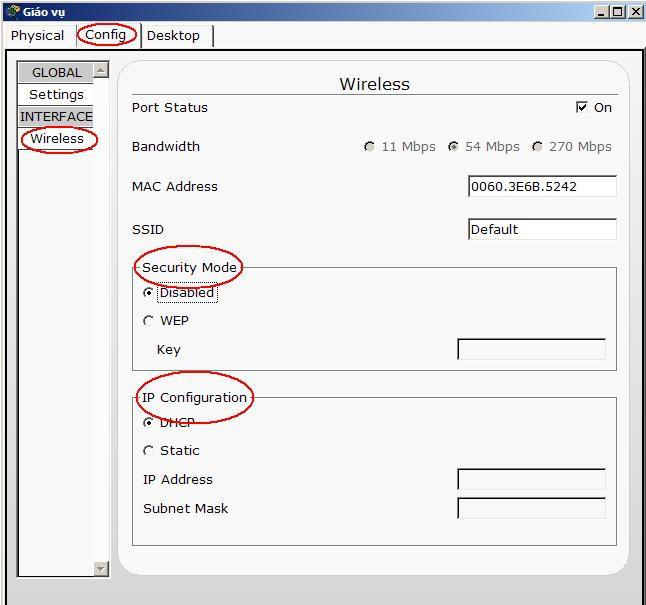 Giáo vụ
Physical Config Desktop
GLOBAL
Settings
INTERFACE
Wireless
Wireless
Port Status On
Bandwidth 11 Mbps 54 Mbps 270 Mbps
MAC Address 0060.3E6B.5242
SSID Default
Security Mode
Disabled
WEP
Key
IP Configuration
DHCP
Static
IP Address
Subnet Mask